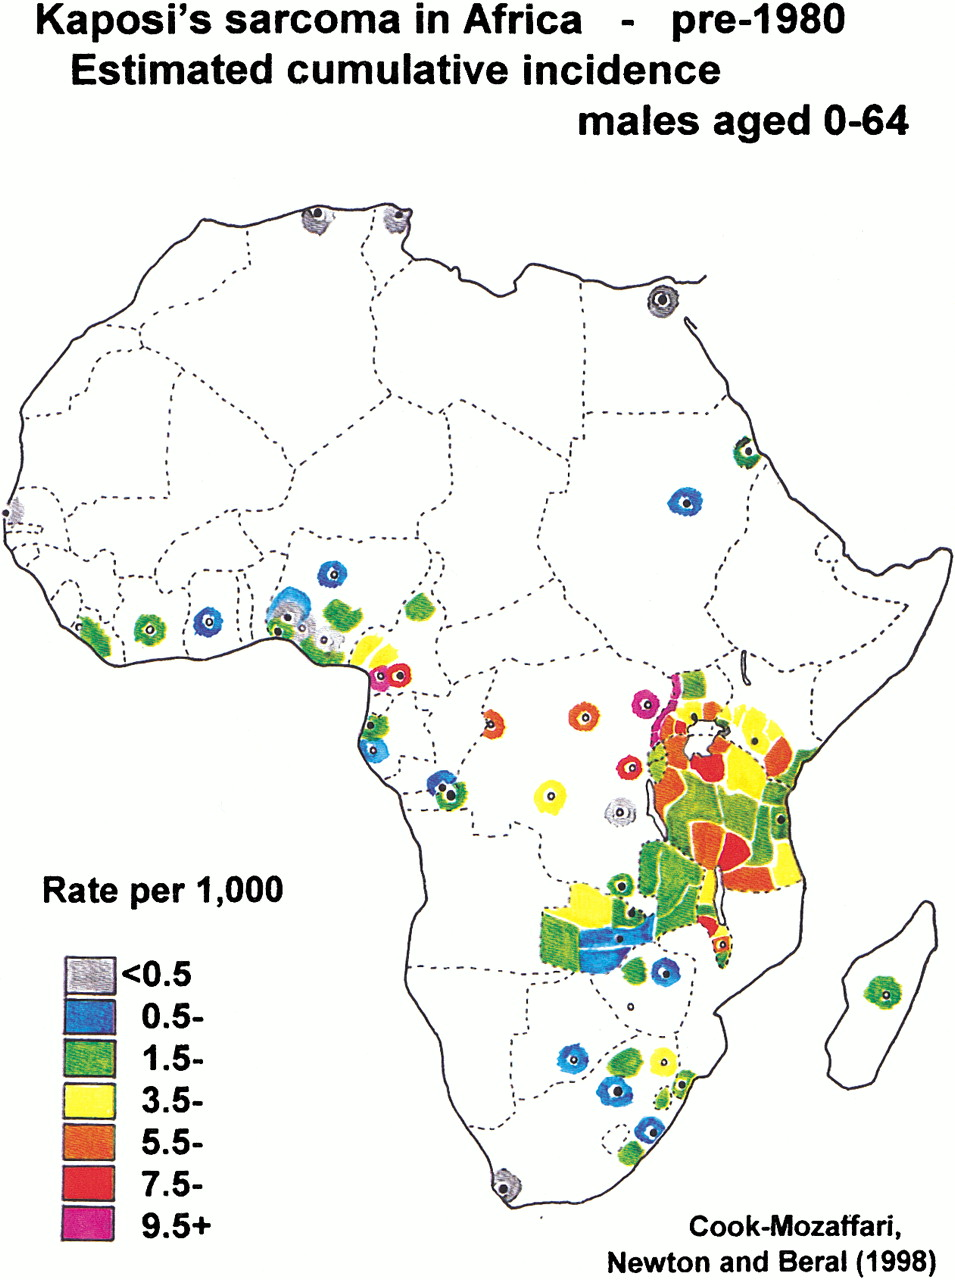 Kaposi's sarcoma in Africa - pre-1980
Estimated cumulative incidence
males aged 0-64
Rate per 1,000
<0.5
0.5-
1.5-
3.5-
5.5-
7.5-
9.5+
Cook-Mozaffari,
Newton and Beral (1998)